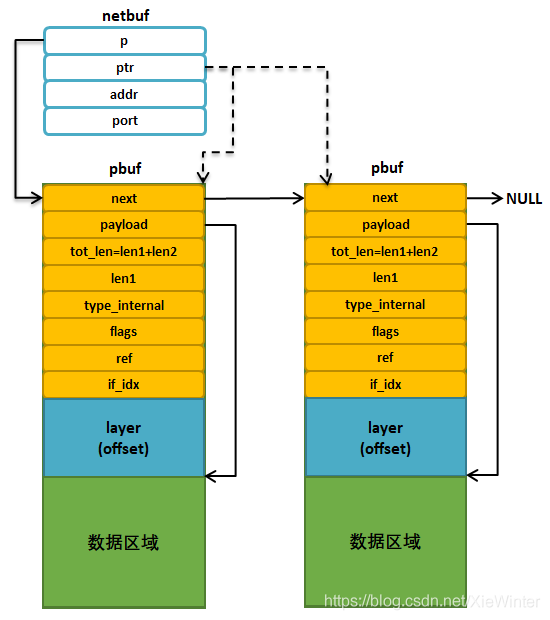 netbuf
p
ptr
addr
port
pbuf
next
payload
tot_len=len1+len2
len1
type_internal
flags
ref
if_idx
layer
(offset)
数据区域
pbuf
next
NULL
payload
tot_len=len1+len2
len1
type_internal
flags
ref
if_idx
layer
(offset)
数据区域
https://blog.csdn.net/XieWinter